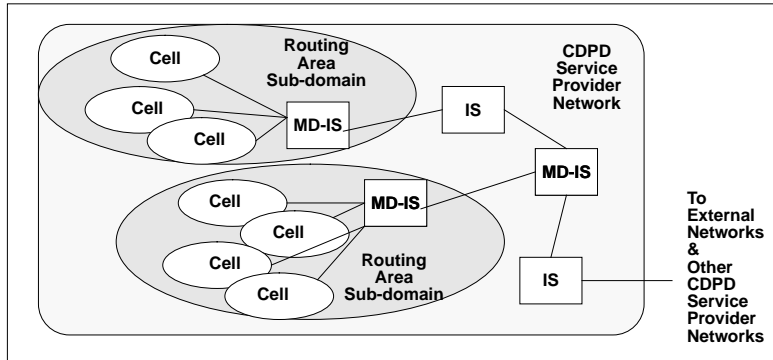 Cell
Cell
Cell
Routing
Area
Sub-domain
MD-IS
IS
CDPD
Service
Provider
Network
MD-IS
Cell
Cell
Cell
Cell
MD-IS
Routing
Area
Sub-domain
IS
To
External
Networks
&
Other
CDPD
Service
Provider
Networks